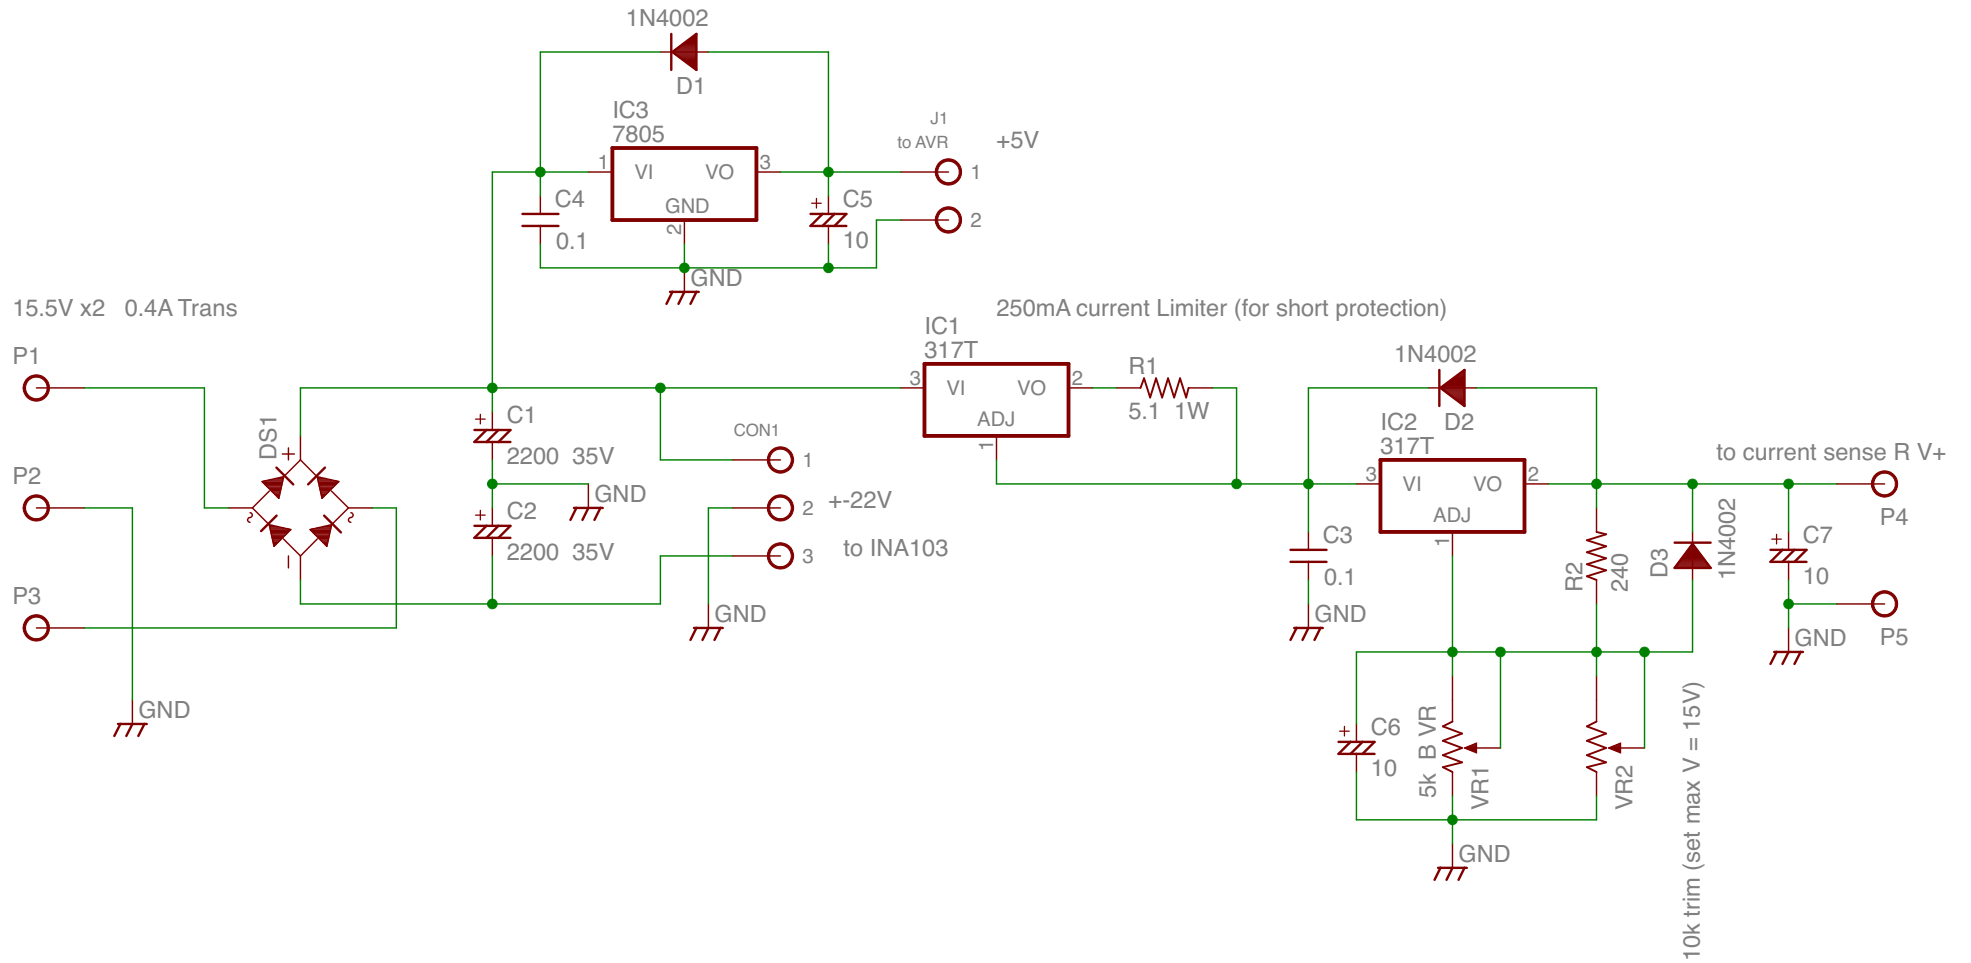 1N4002
D1
IC3
7805
1
VI
VO
3
GND
2
C4
0.1
+
C5
10
J1
to AVR
+5V
1
2
GND
15.5V x2 0.4A Trans
P1
P2
P3
GND
DS1
+
~
~
−
+
C1
2200 35V
GND
+
C2
2200 35V
CON1
1
2
+-22V
3
to INA103
GND
250mA current Limiter (for short protection)
IC1
317T
3
VI
VO
2
ADJ
1
R1
5.1 1W
1N4002
D2
IC2
317T
3
VI
VO
2
ADJ
1
C3
0.1
GND
R2
240
D3
1N4002
to current sense R V+
P4
+
C7
10
P5
GND
+
C6
10
5k B VR
VR1
VR2
10k trim (set max V = 15V)
GND